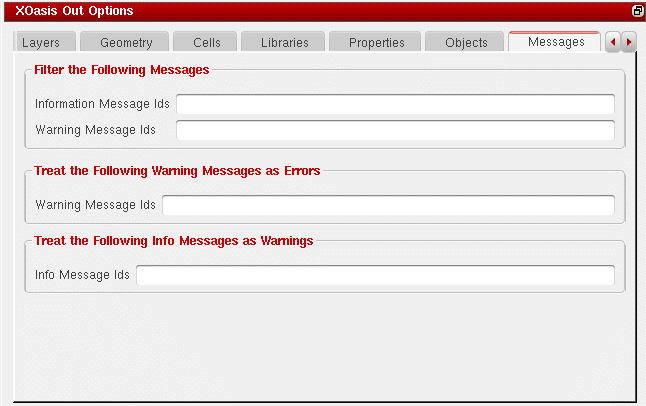 XOasis Out Options
Layers Geometry Cells Libraries Properties Objects Messages
Filter the Following Messages
Information Message Ids
Warning Message Ids
Treat the Following Warning Messages as Errors
Warning Message Ids
Treat the Following Info Messages as Warnings
Info Message Ids